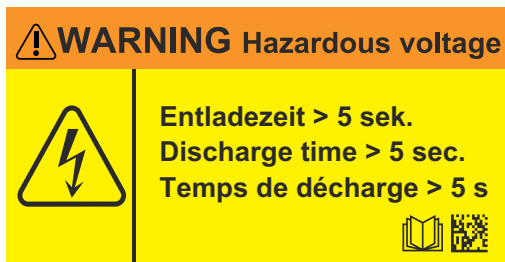 WARNING Hazardous voltage
Entladezeit > 5 sek.
Discharge time > 5 sec.
Temps de décharge > 5 s